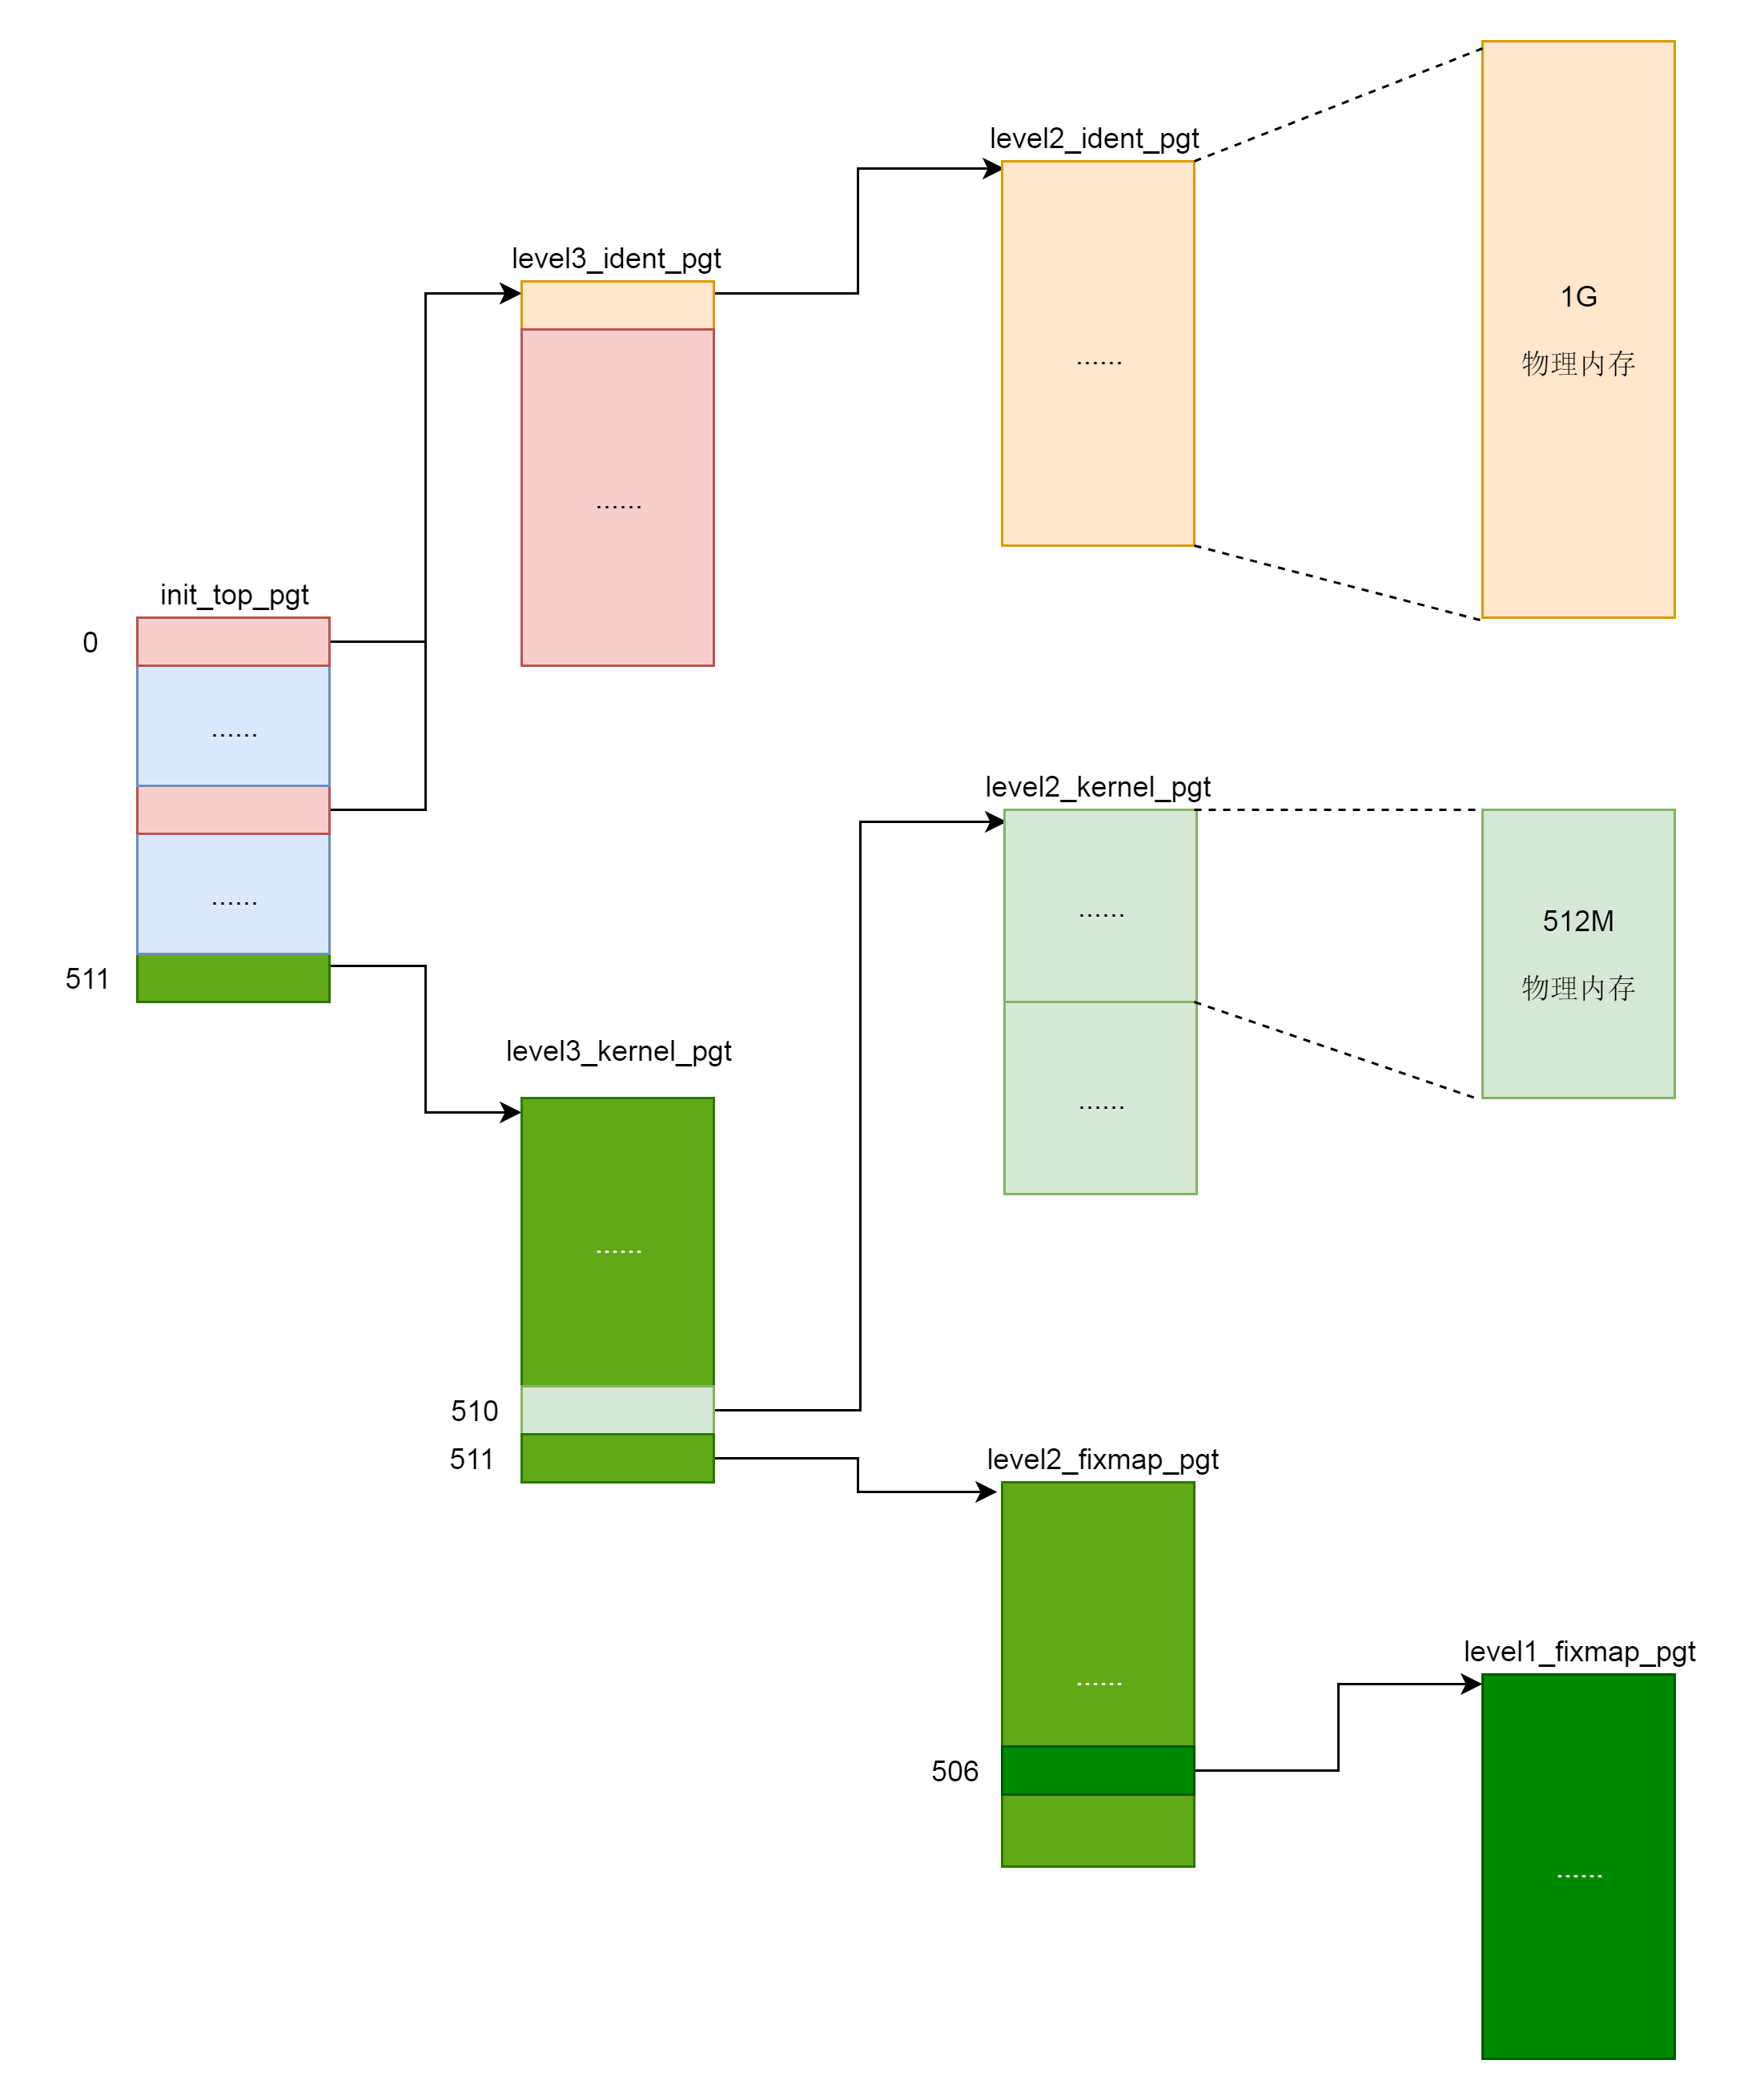 level2_ident_pgt
level3_ident_pgt
1G
物理内存
......
......
init_top_pgt
0
......
level2_kernel_pgt
......
......
512M
511
物理内存
level3_kernel_pgt
......
......
510
511
level2_fixmap_pgt
level1_fixmap_pgt
......
506
......